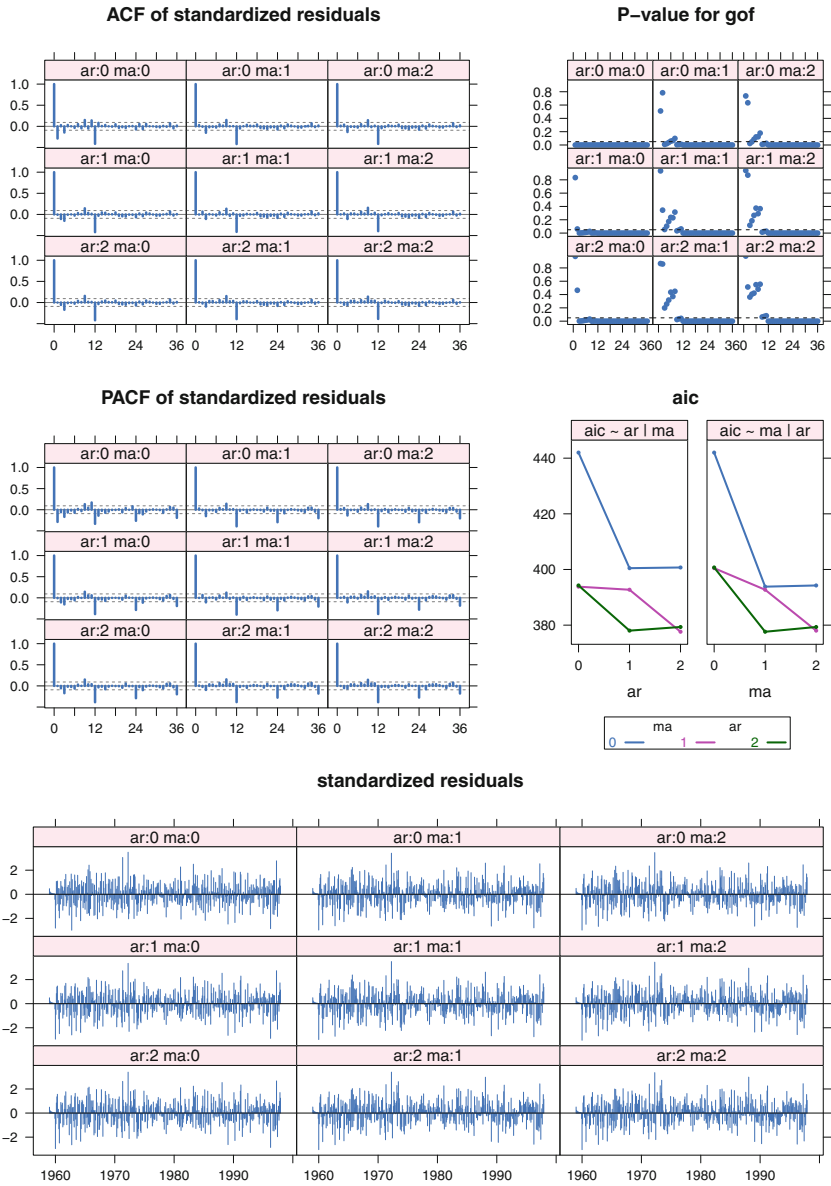 ACF of standardized residuals
ar:0 ma:0 ar:0 ma:1 ar:0 ma:2
1.0
0.5
0.0
ar:1 ma:0 ar:1 ma:1 ar:1 ma:2
1.0
0.5
0.0
ar:2 ma:0 ar:2 ma:1 ar:2 ma:2
1.0
0.5
0.0
0 12 24 36 0 12 24 36 0 12 24 36
P−value for gof
ar:0 ma:0 ar:0 ma:1 ar:0 ma:2
0.8
0.6
0.4
0.2
0.0
ar:1 ma:0 ar:1 ma:1 ar:1 ma:2
0.8
0.6
0.4
0.2
0.0
ar:2 ma:0 ar:2 ma:1 ar:2 ma:2
0.8
0.6
0.4
0.2
0.0
0 12 24 360 12 24 360 12 24 36
PACF of standardized residuals
ar:0 ma:0 ar:0 ma:1 ar:0 ma:2
1.0
0.5
0.0
ar:1 ma:0 ar:1 ma:1 ar:1 ma:2
1.0
0.5
0.0
ar:2 ma:0 ar:2 ma:1 ar:2 ma:2
1.0
0.5
0.0
0 12 24 36 0 12 24 36 0 12 24 36
aic
aic ~ ar | ma aic ~ ma | ar
440
420
400
380
0 1 2 0 1 2
ar ma
ma ar
0 1 2
standardized residuals
ar:0 ma:0 ar:0 ma:1 ar:0 ma:2
2
0
−2
ar:1 ma:0 ar:1 ma:1 ar:1 ma:2
2
0
−2
ar:2 ma:0 ar:2 ma:1 ar:2 ma:2
2
0
−2
1960 1970 1980 1990 1960 1970 1980 1990 1960 1970 1980 1990